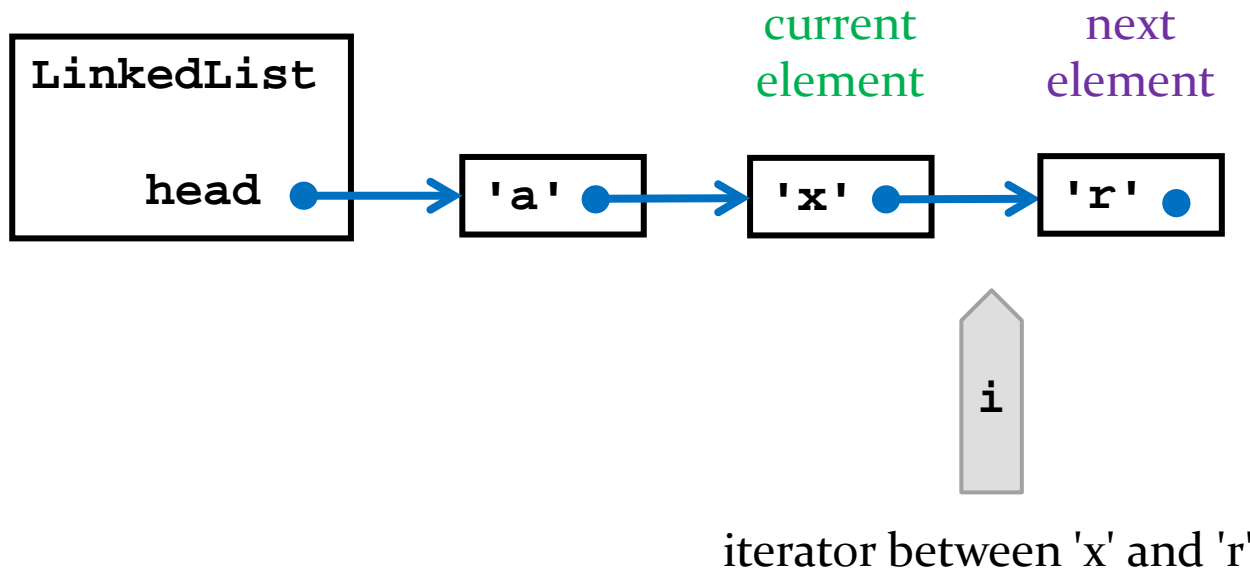 current
element
next
element
LinkedList
head
'a'
'x'
'r'
i
iterator between 'x' and 'r'